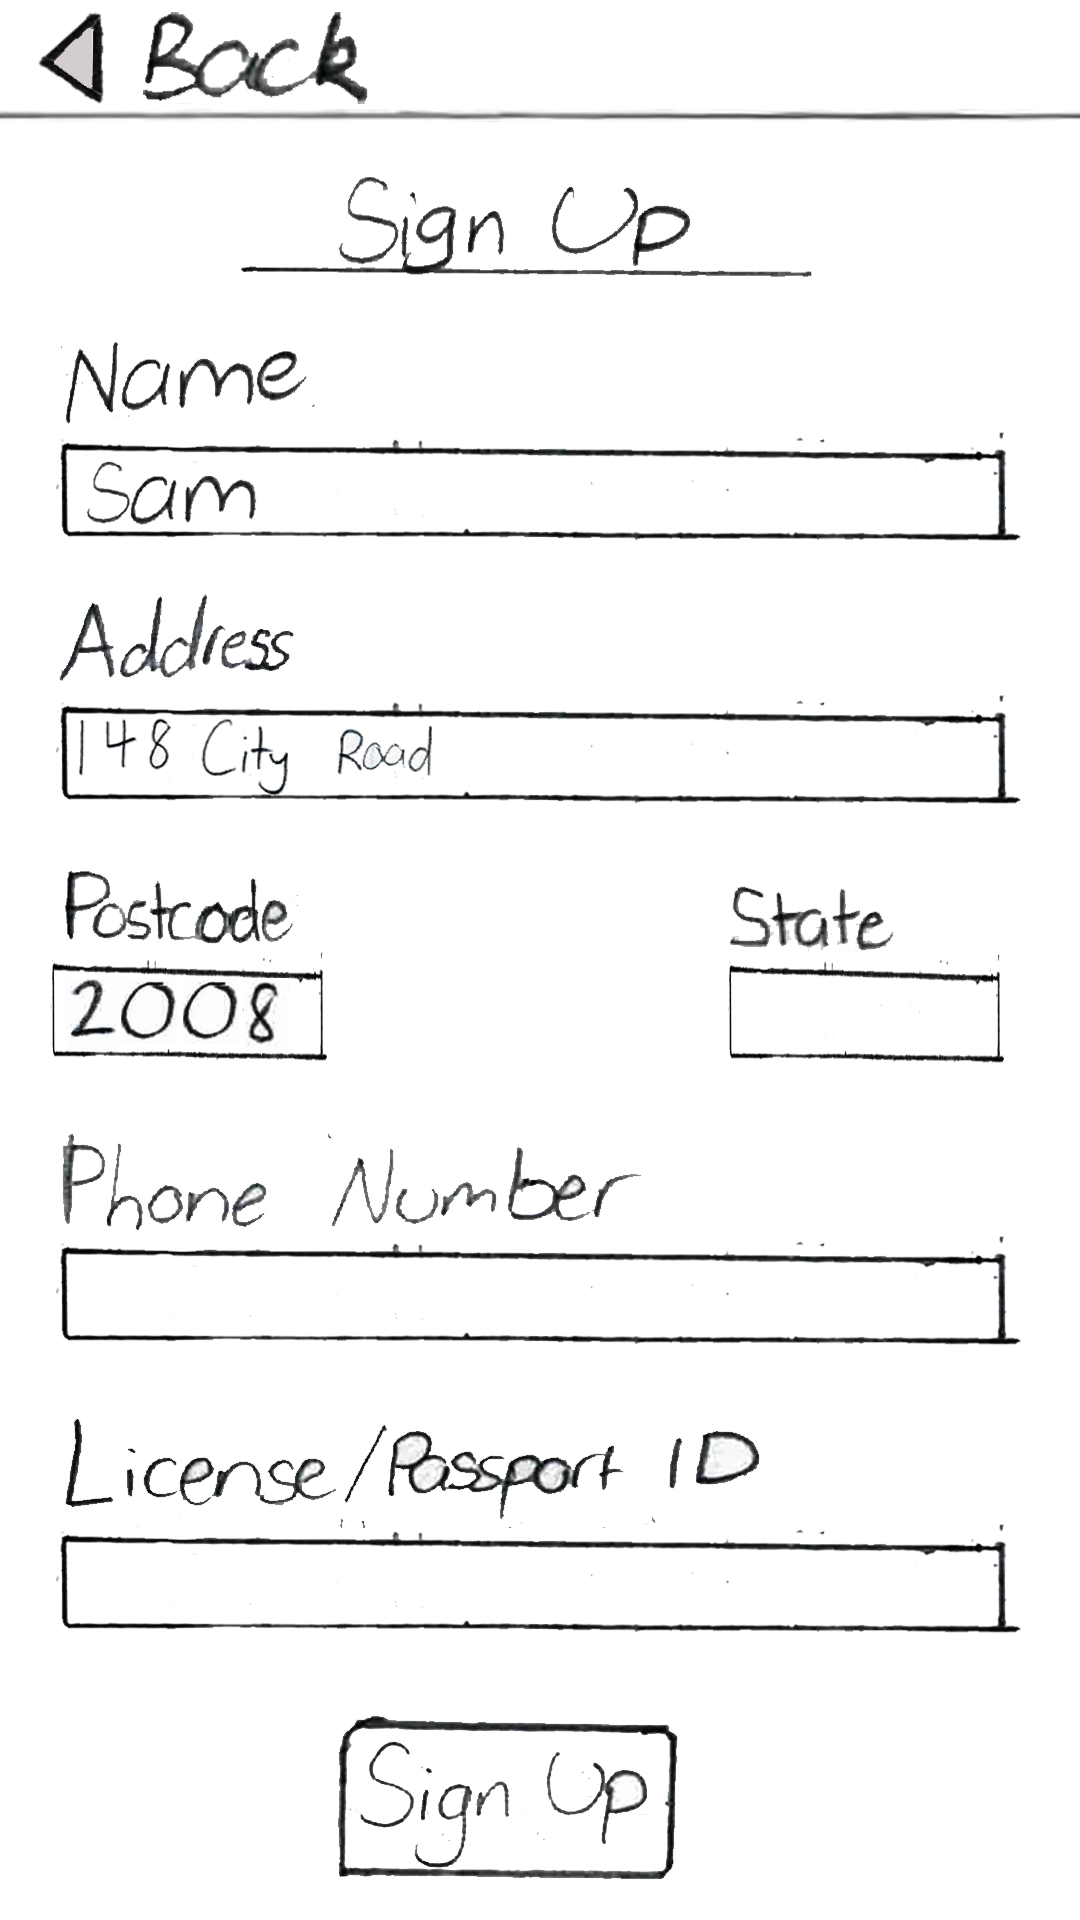 Back
Sign Up
Name
Sam
Address
148 City Road
Postcode State
2008
Phone Number
License/Passport ID
Sign Up